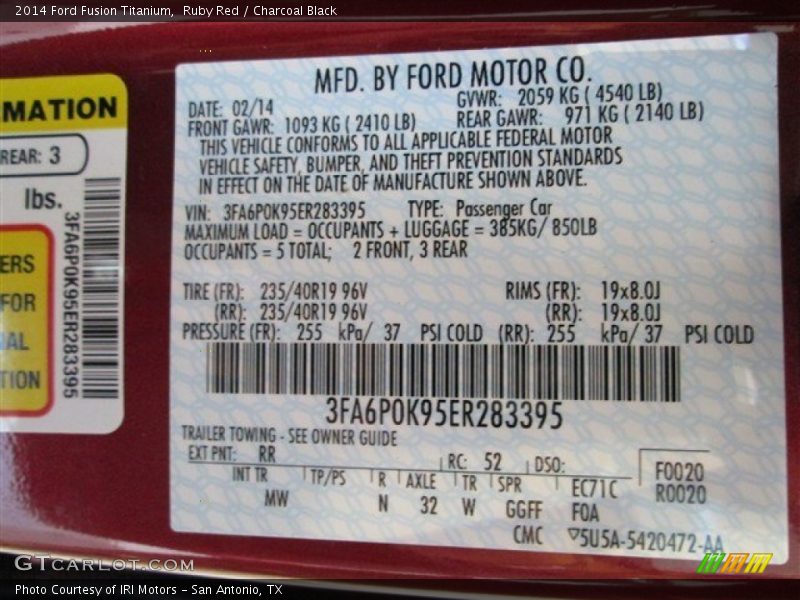 2014 Ford Fusion Titanium,  Ruby Red / Charcoal Black
MFD. BY FORD MOTOR CO.
DATE: 02/14 GVWR: 2059 KG ( 4540 LB)
FRONT GAWR: 1093 KG ( 2410 LB) REAR GAWR: 971 KG ( 2140 LB)
THIS VEHICLE CONFORMS TO ALL APPLICABLE FEDERAL MOTOR
VEHICLE SAFETY, BUMPER, AND THEFT PREVENTION STANDARDS
IN EFFECT ON THE DATE OF MANUFACTURE SHOWN ABOVE.
VIN: 3FA6P0K95ER283395 TYPE: Passenger Car
MAXIMUM LOAD = OCCUPANTS + LUGGAGE = 385KG/ 850LB
OCCUPANTS = 5 TOTAL; 2 FRONT, 3 REAR
TIRE (FR): 235/40R19 96V RIMS (FR): 19x8.0J
(RR): 235/40R19 96V (RR): 19x8.0J
PRESSURE (FR): 255 kPa/ 37 PSI COLD (RR): 255 kPa/ 37 PSI COLD
3FA6P0K95ER283395
TRAILER TOWING - SEE OWNER GUIDE
EXT PNT: RR RC: 52 DSO: F0020
INT TR TP/PS R AXLE TR SPR EC71C R0020
MW N 32 W GGFF F0A
CMC ▽5U5A-5420472-AA
MATION
REAR: 3
lbs.
3FA6P0K95ER283395
ERS
FOR
AL
TION
GTCARLOT.COM
Photo Courtesy of IRI Motors – San Antonio, TX